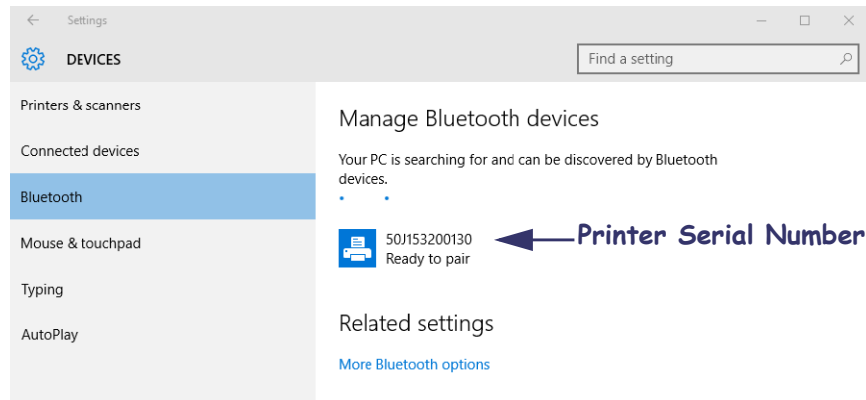 Settings
DEVICES
Find a setting
Printers & scanners
Connected devices
Bluetooth
Mouse & touchpad
Typing
AutoPlay
Manage Bluetooth devices
Your PC is searching for and can be discovered by Bluetooth
devices.
50J153200130
Ready to pair
Printer Serial Number
Related settings
More Bluetooth options